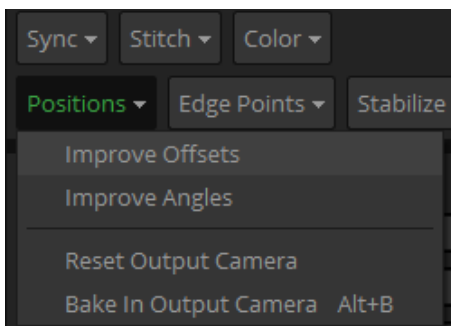 Sync Stitch Color
Positions Edge Points Stabilize
Improve Offsets
Improve Angles
Reset Output Camera
Bake In Output Camera Alt+B